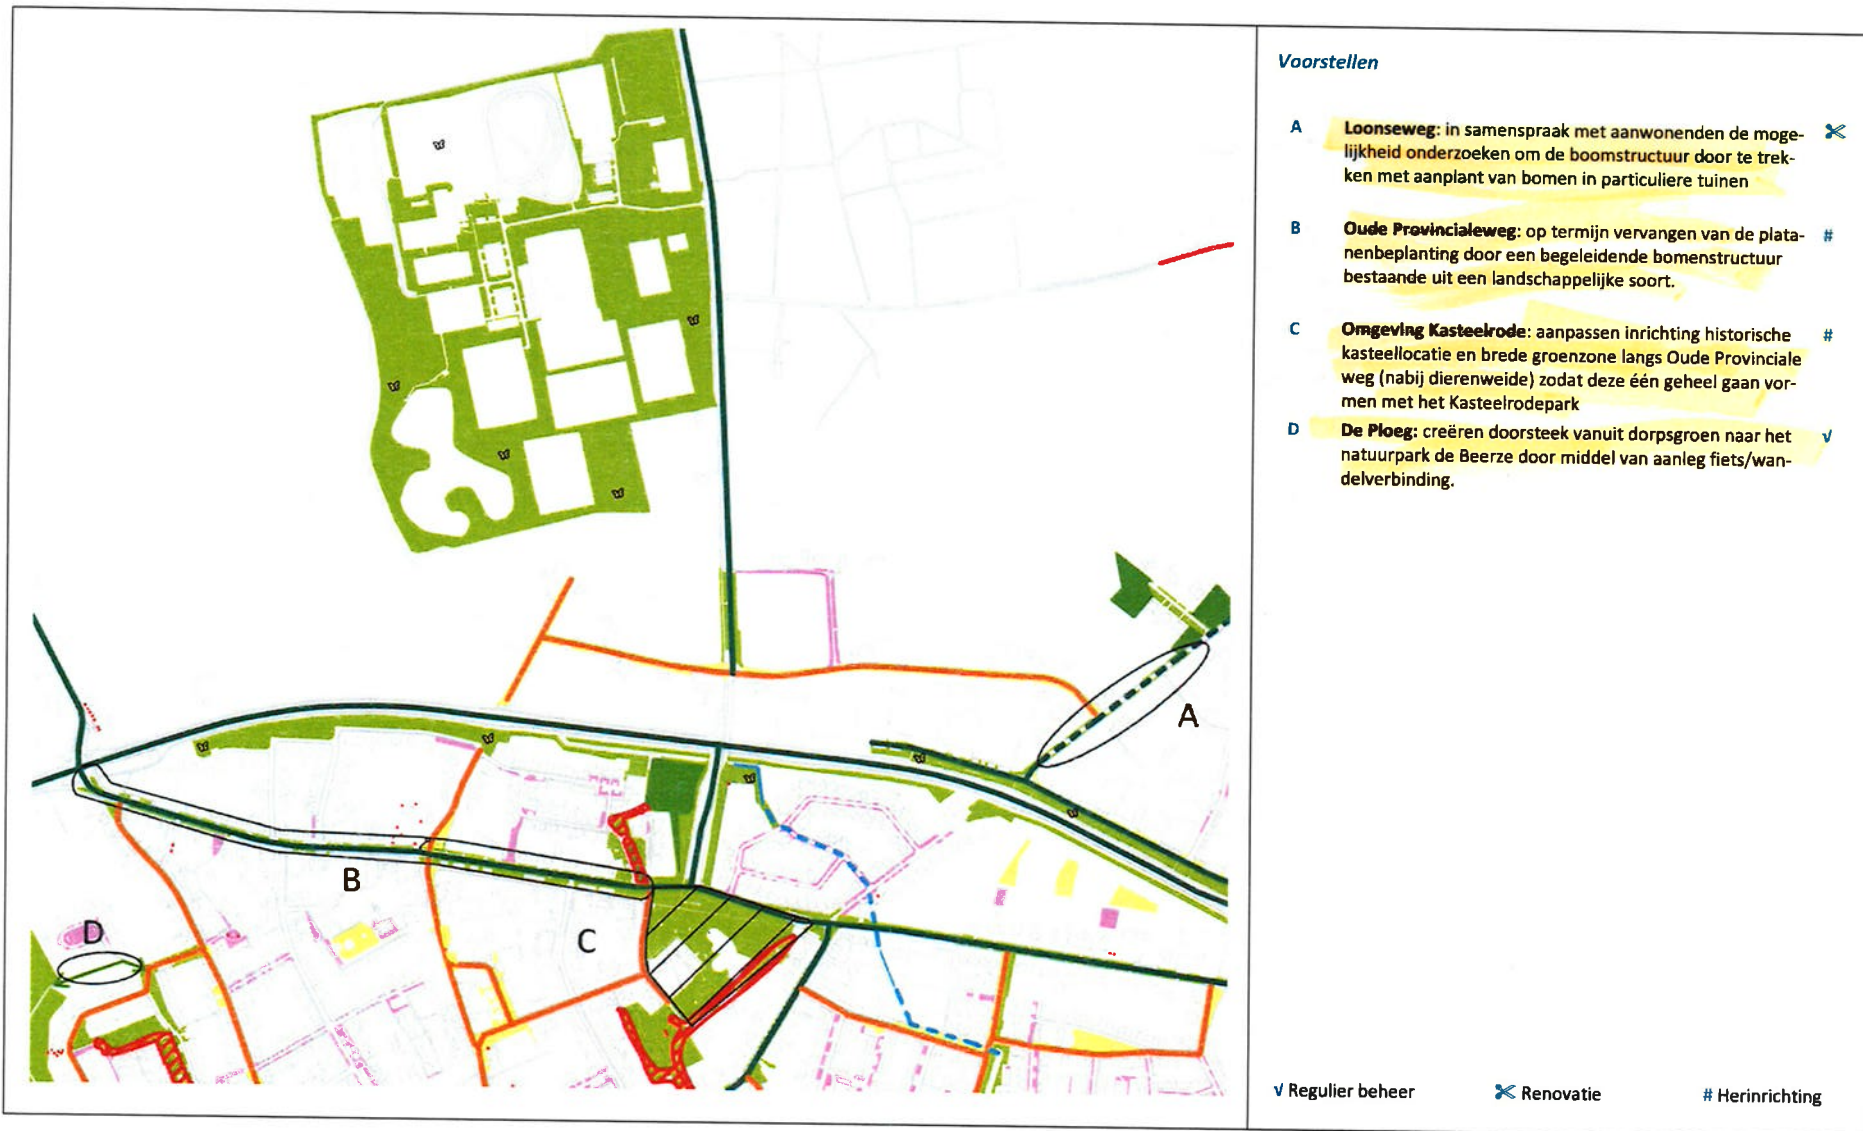 Voorstellen
A Loonseweg: in samenspraak met aanwonenden de moge-
lijkheid onderzoeken om de boomstructuur door te trek-
ken met aanplant van bomen in particuliere tuinen
B Oude Provincialeweg: op termijn vervangen van de plata- #
nenbeplanting door een begeleidende bomenstructuur
bestaande uit een landschappelijke soort.
C Omgeving Kasteelrode: aanpassen inrichting historische #
kasteellocatie en brede groenzone langs Oude Provinciale
weg (nabij dierenweide) zodat deze één geheel gaan vor-
men met het Kasteelrodepark
D De Ploeg: creëren doorsteek vanuit dorpsgroen naar het √
natuurpark de Beerze door middel van aanleg fiets/wan-
delverbinding.
A
B
C
D
√ Regulier beheer
Renovatie
# Herinrichting